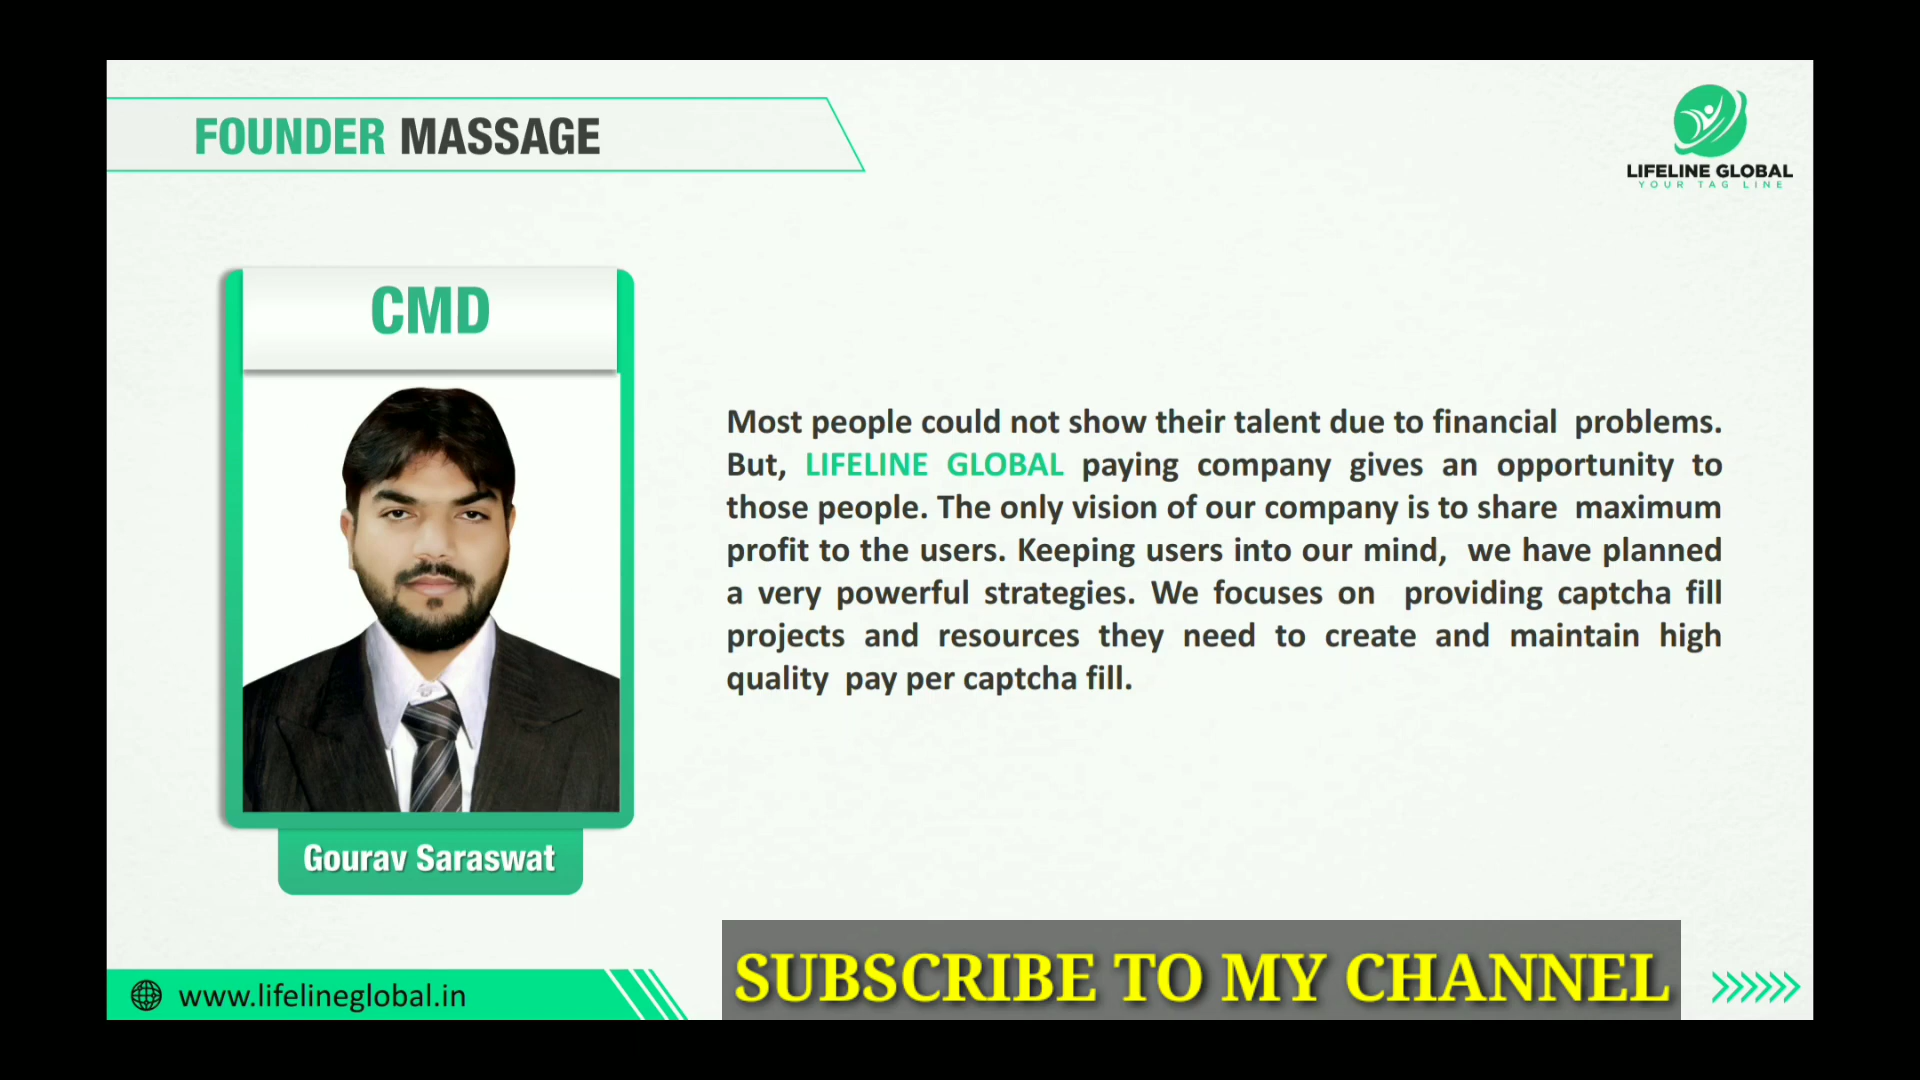 FOUNDER MASSAGE
LIFELINE GLOBAL
YOUR TAG LINE
CMD
Gourav Saraswat
Most people could not show their talent due to financial problems.
But, LIFELINE GLOBAL paying company gives an opportunity to
those people. The only vision of our company is to share maximum
profit to the users. Keeping users into our mind, we have planned
a very powerful strategies. We focuses on providing captcha fill
projects and resources they need to create and maintain high
quality pay per captcha fill.
www.lifelineglobal.in
SUBSCRIBE TO MY CHANNEL